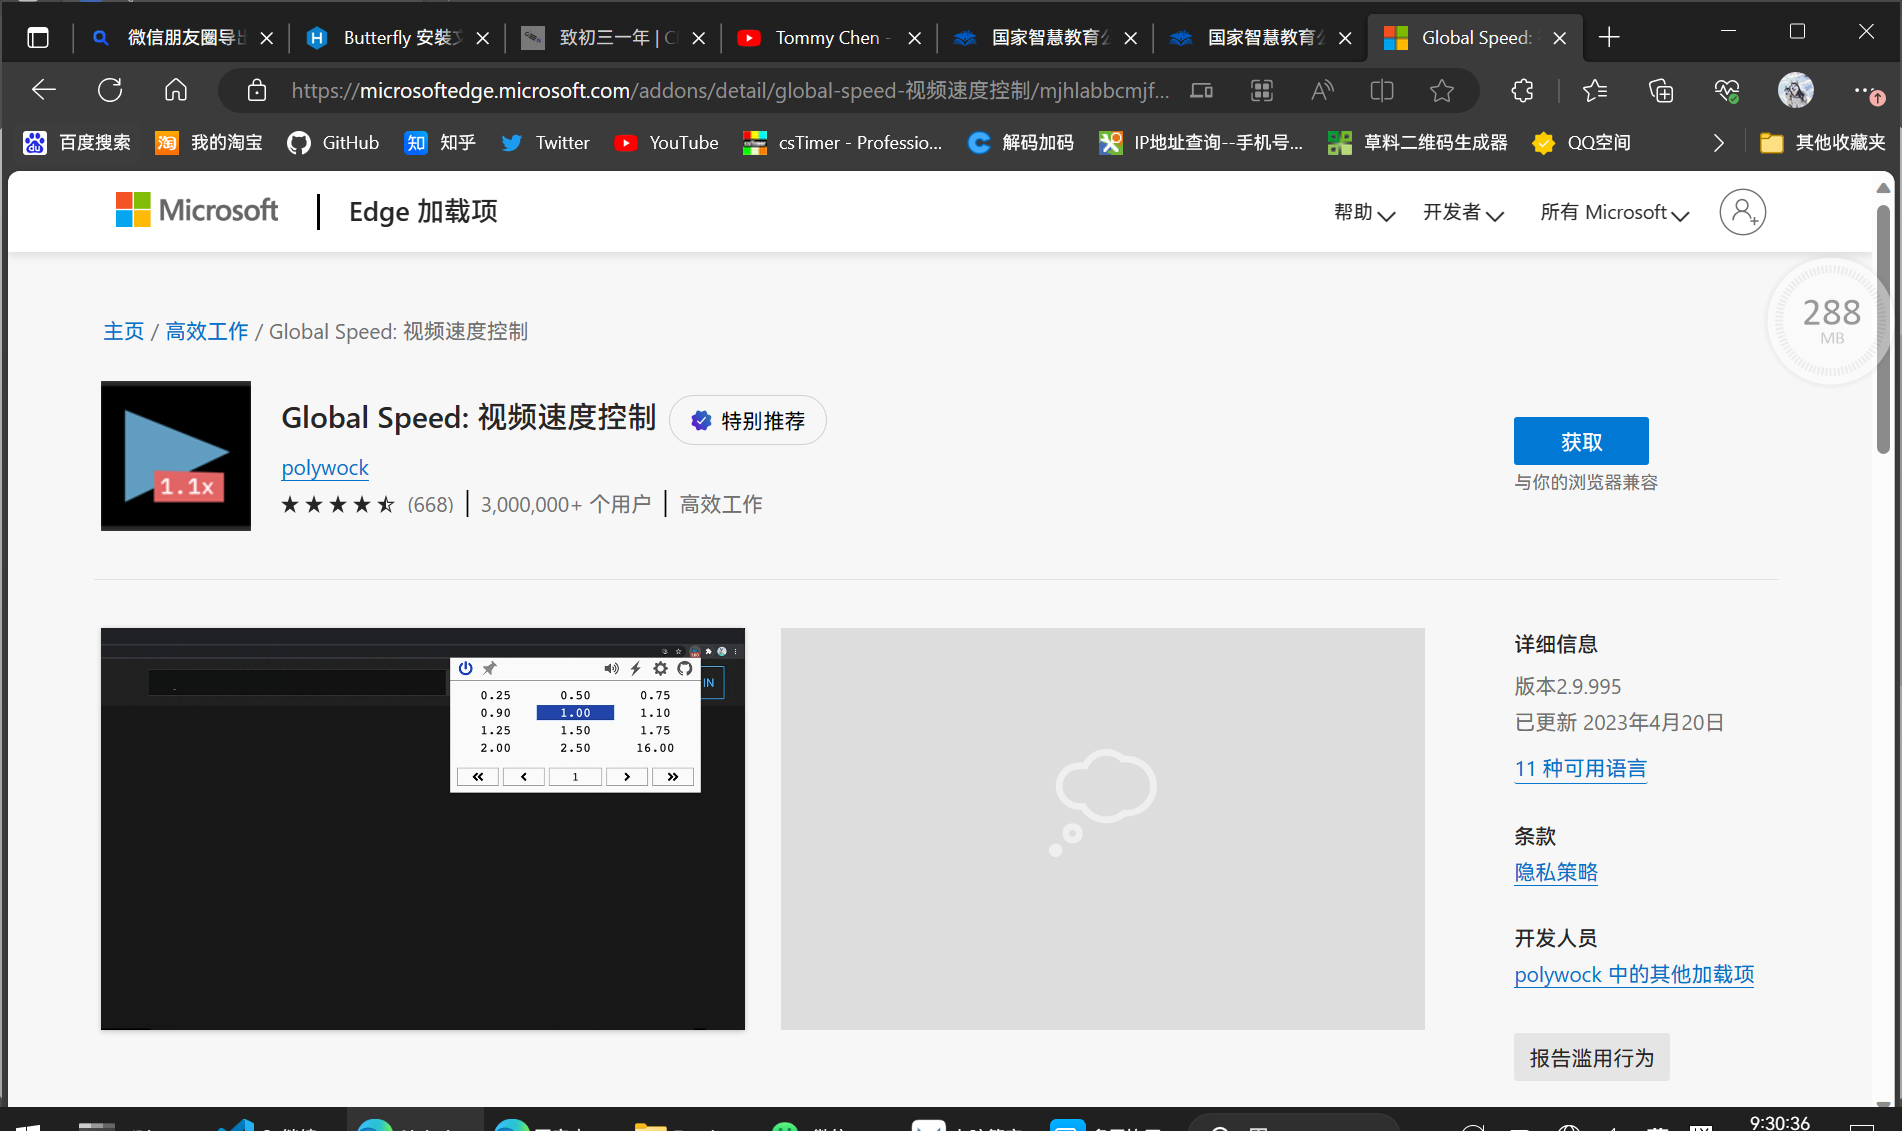 微信朋友圈导出
Butterfly 安裝文
致初三一年 | C
Tommy Chen -
国家智慧教育公
国家智慧教育公
Global Speed:
https://microsoftedge.microsoft.com/addons/detail/global-speed-视频速度控制/mjhlabbcmjf...
百度搜索
我的淘宝
GitHub
知乎
Twitter
YouTube
csTimer - Professio...
解码加码
IP地址查询--手机号...
草料二维码生成器
QQ空间
其他收藏夹
Microsoft
Edge 加载项
帮助
开发者
所有 Microsoft
288
MB
主页 / 高效工作 / Global Speed: 视频速度控制
1.1x
Global Speed: 视频速度控制
特别推荐
polywock
(668) | 3,000,000+ 个用户 | 高效工作
获取
与你的浏览器兼容
IN
0.25 0.50 0.75
0.90 1.00 1.10
1.25 1.50 1.75
2.00 2.50 16.00
« < 1 > »
详细信息
版本2.9.995
已更新 2023年4月20日
11 种可用语言
条款
隐私策略
开发人员
polywock 中的其他加载项
报告滥用行为
9:30:36